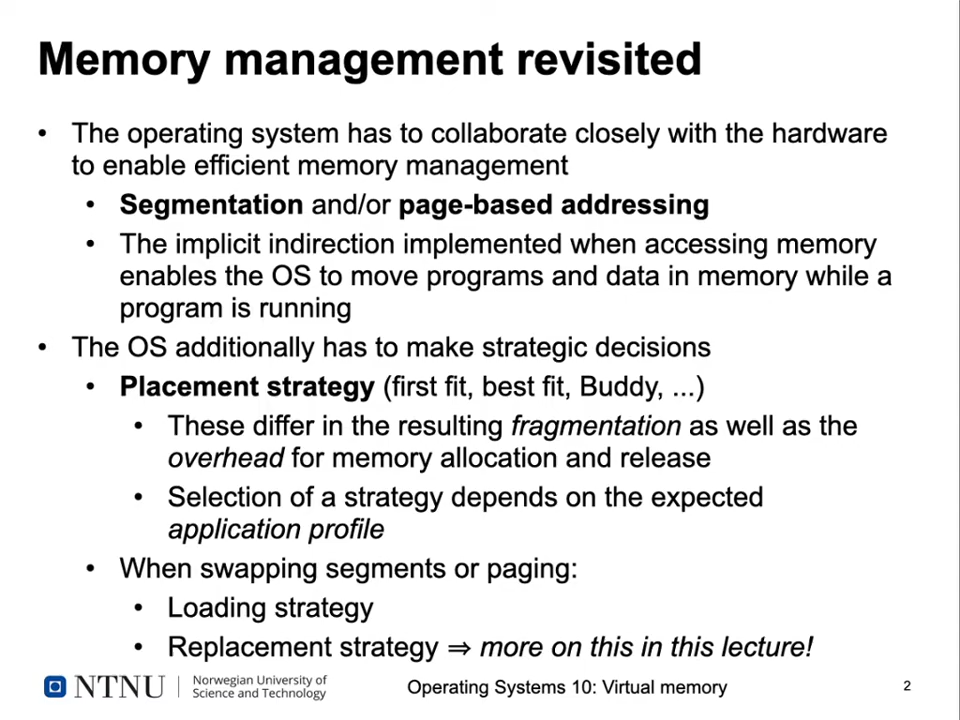 Memory management revisited
• The operating system has to collaborate closely with the hardware
to enable efficient memory management
• Segmentation and/or page-based addressing
• The implicit indirection implemented when accessing memory
enables the OS to move programs and data in memory while a
program is running
• The OS additionally has to make strategic decisions
• Placement strategy (first fit, best fit, Buddy, ...)
• These differ in the resulting fragmentation as well as the
overhead for memory allocation and release
• Selection of a strategy depends on the expected
application profile
• When swapping segments or paging:
• Loading strategy
• Replacement strategy ⇒ more on this in this lecture!
NTNU
Norwegian University of
Science and Technology
Operating Systems 10: Virtual memory
2